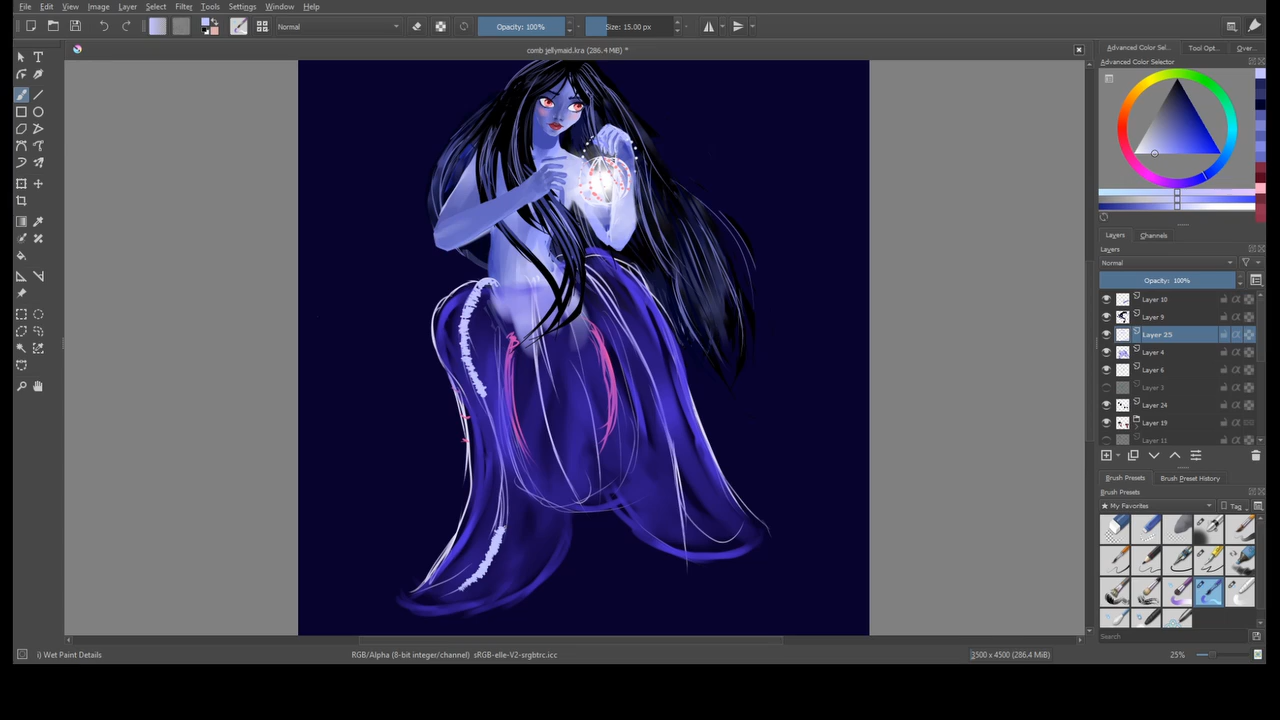 File Edit View Image Layer Select Filter Tools Settings Window Help
Normal Opacity: 100% Size: 15.00 px
comb jellymaid.kra (286.4 MiB) *
Advanced Color Sel... Tool Opt... Over...
Advanced Color Selector
Layers Channels
Layers
Normal
Opacity: 100%
Layer 10
Layer 9
Layer 25
Layer 4
Layer 6
Layer 3
Layer 24
Layer 19
Layer 11
Brush Presets Brush Preset History
Brush Presets
★ My Favorites Tag
Search
i) Wet Paint Details RGB/Alpha (8-bit integer/channel) sRGB-elle-V2-srgbtrc.icc 3500 x 4500 (286.4 MiB) 25%